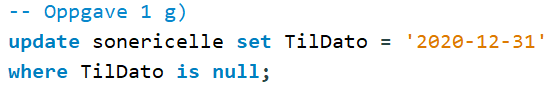 -- Oppgave 1 g)
update sonericelle set TilDato = '2020-12-31'
where TilDato is null;